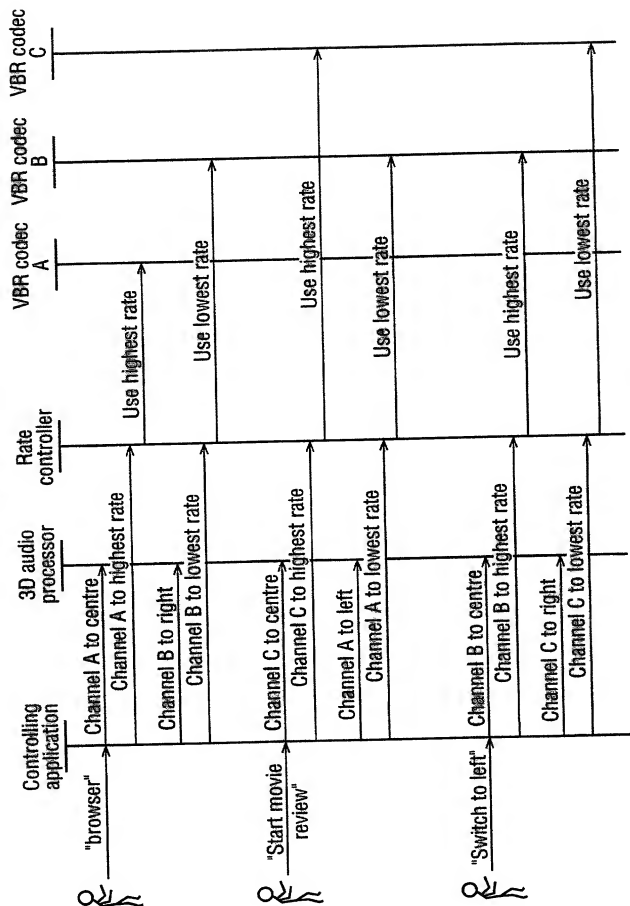 Controlling
application
3D audio
processor
Rate
controller
VBR codec
A
VBR codec
B
VBR codec
C
"browser"
Channel A to centre
Channel A to highest rate
Use highest rate
Channel B to right
Channel B to lowest rate
Use lowest rate
"Start movie
review"
Channel C to centre
Channel C to highest rate
Use highest rate
Channel A to left
Channel A to lowest rate
Use lowest rate
"Switch to left"
Channel B to centre
Channel B to highest rate
Use highest rate
Channel C to right
Channel C to lowest rate
Use lowest rate